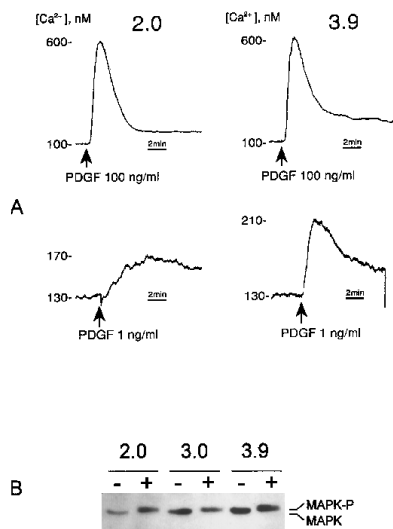 [Ca²⁻], nM 2.0
600-
100-
2min
PDGF 100 ng/ml
[Ca²⁺], nM 3.9
600-
100-
2min
PDGF 100 ng/ml
A
170-
130-
2min
PDGF 1 ng/ml
210-
130-
2min
PDGF 1 ng/ml
B
2.0 3.0 3.9
- + - + - +
MAPK-P
MAPK